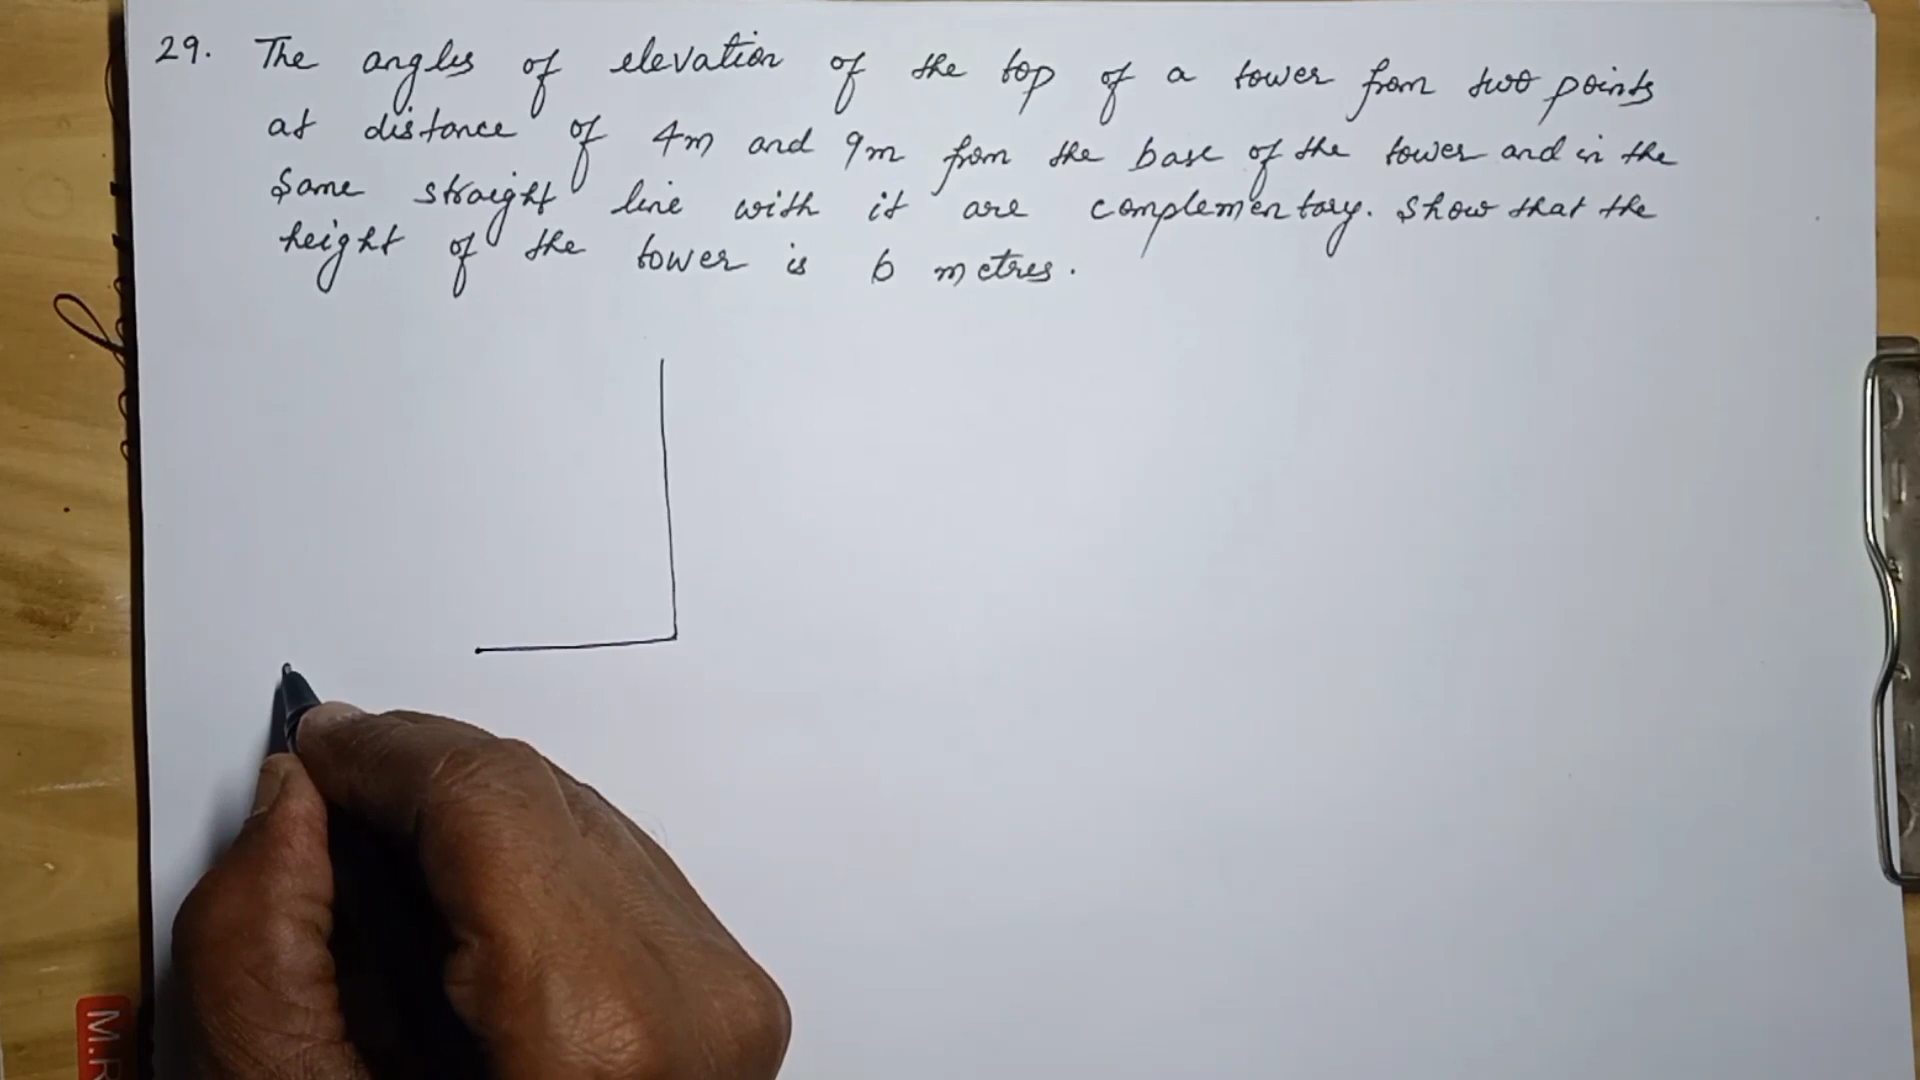 29. The angles of elevation of the top of a tower from two points
at distance of 4m and 9m from the base of the tower and in the
same straight line with it are complementary. Show that the
height of the tower is 6 metres.